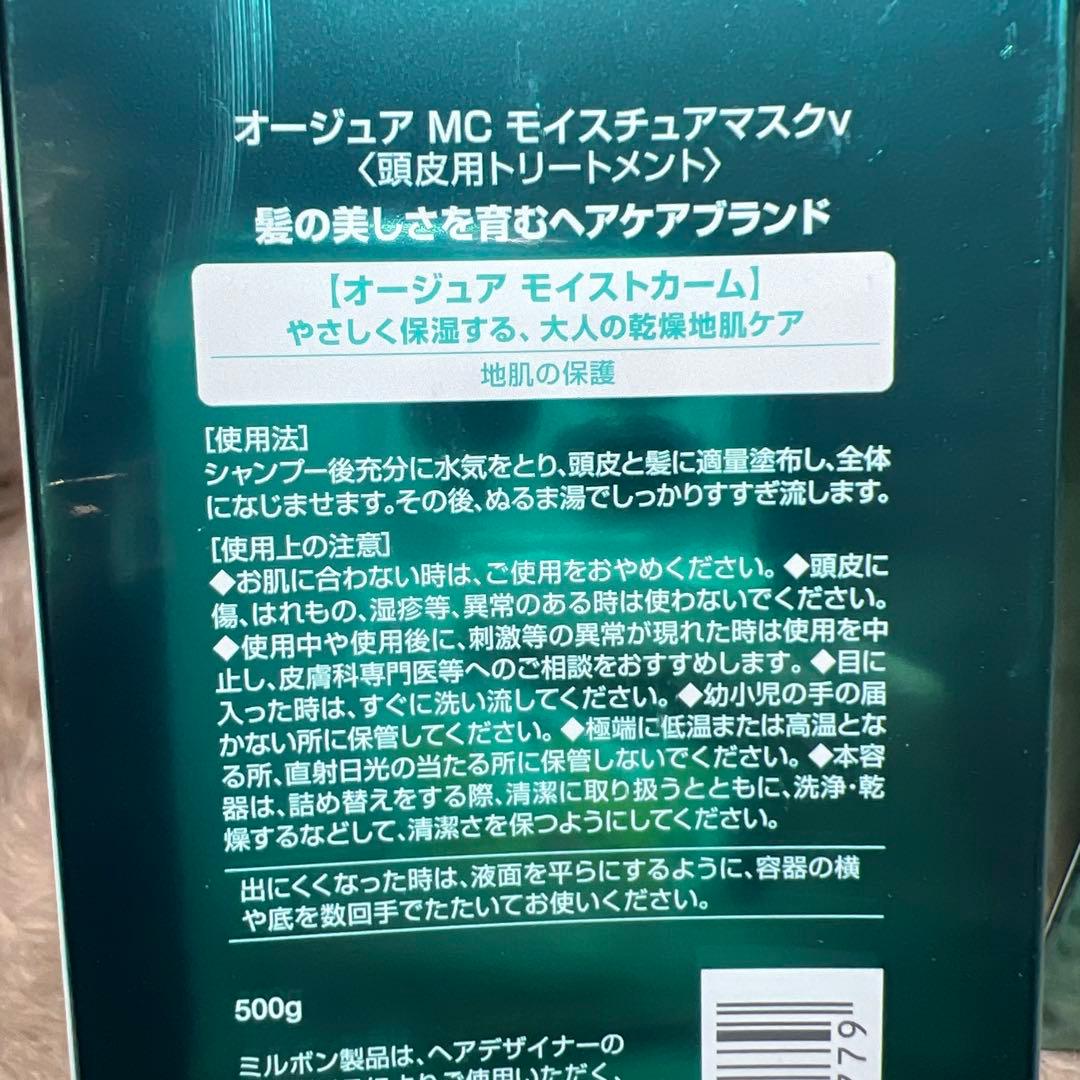 オージュア MC モイスチュアマスクv
〈頭皮用トリートメント〉
髪の美しさを育むヘアケアブランド
【オージュア モイストカーム】
やさしく保湿する、大人の乾燥地肌ケア
地肌の保護
[使用法]
シャンプー後充分に水気をとり、頭皮と髪に適量塗布し、全体
になじませます。その後、ぬるま湯でしっかりすすぎ流します。
[使用上の注意]
◆お肌に合わない時は、ご使用をおやめください。◆頭皮に
傷、はれもの、湿疹等、異常のある時は使わないでください。
◆使用中や使用後に、刺激等の異常が現れた時は使用を中
止し、皮膚科専門医等へのご相談をおすすめします。◆目に
入った時は、すぐに洗い流してください。◆幼小児の手の届
かない所に保管してください。◆極端に低温または高温とな
る所、直射日光の当たる所に保管しないでください。◆本容
器は、詰め替えをする際、清潔に取り扱うとともに、洗浄・乾
燥するなどして、清潔さを保つようにしてください。
出にくくなった時は、液面を平らにするように、容器の横
や底を数回手でたたいてお使いください。
500g
ミルボン製品は、ヘアデザイナーの
よりご使用いただく、